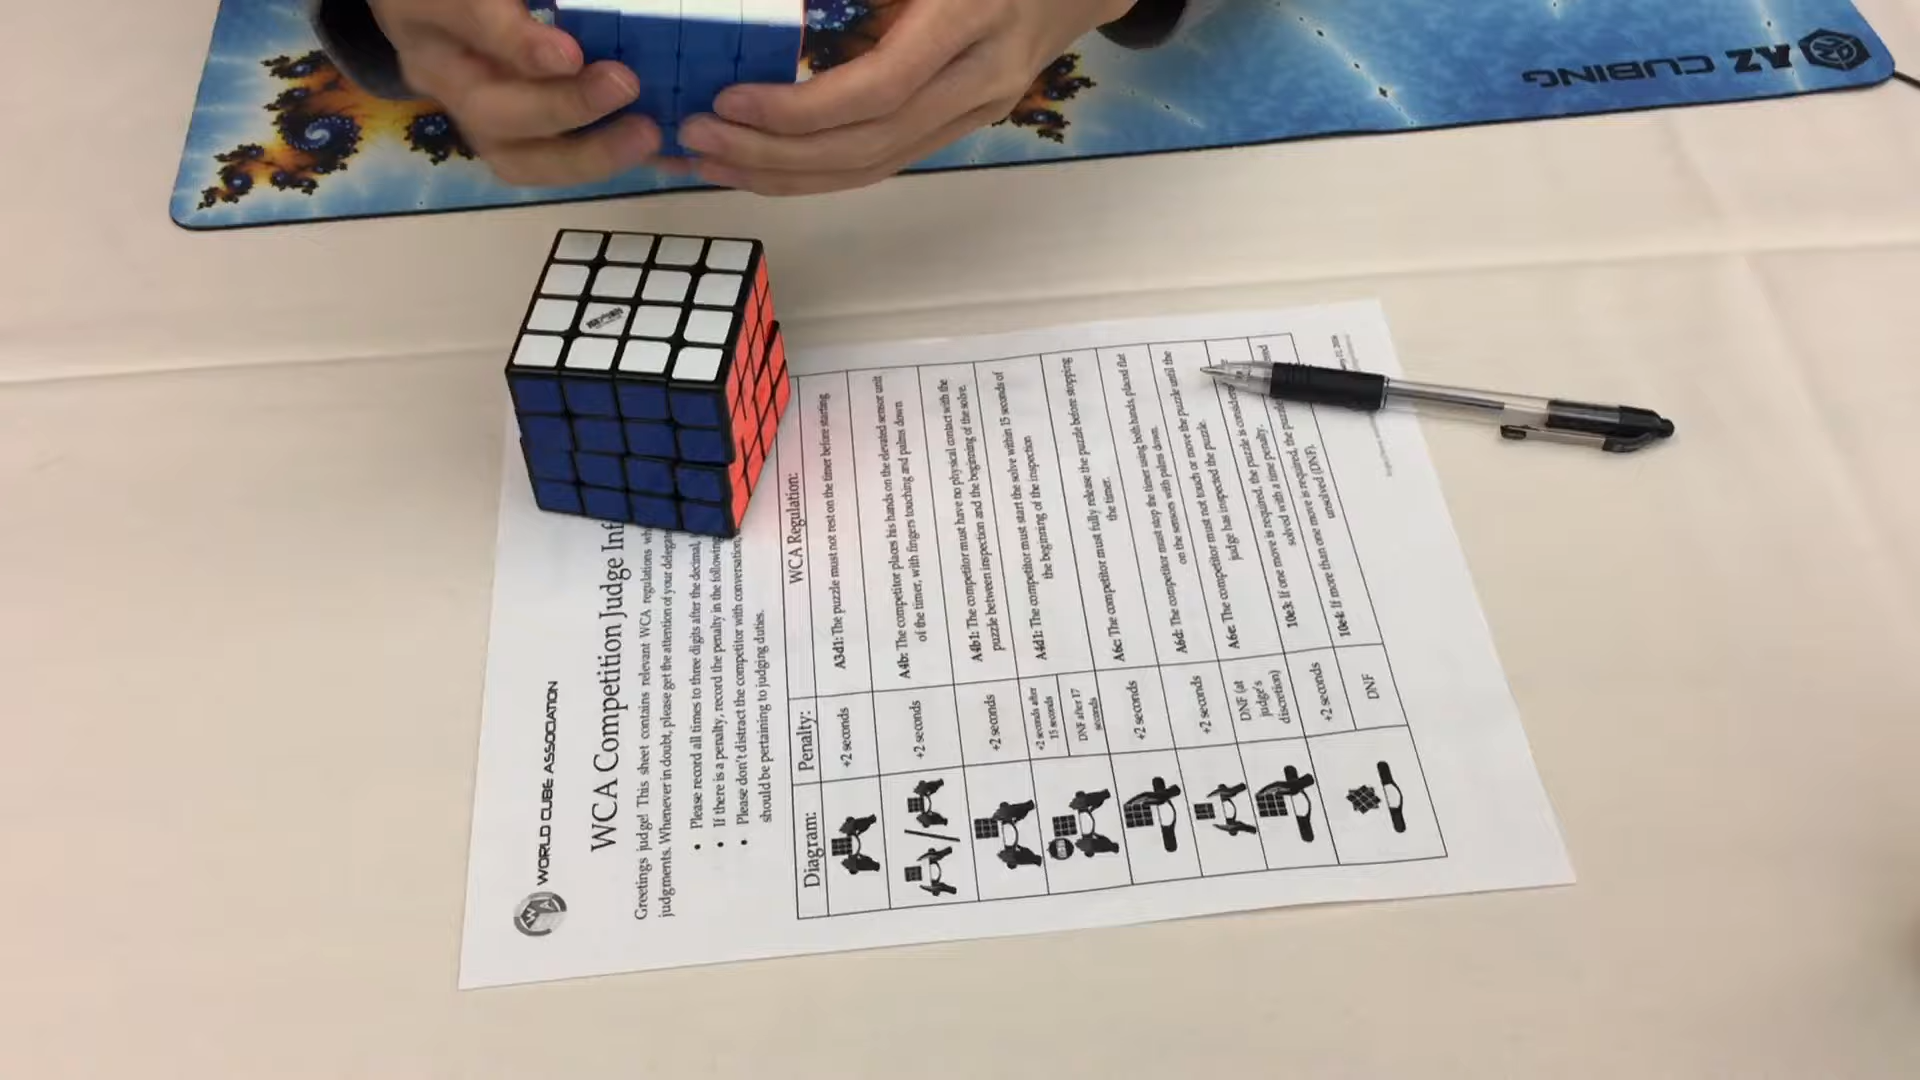 AZ CUBING
WORLD CUBE ASSOCIATION
WCA Competition Judge Inf
Greetings judge! This sheet contains relevant WCA regulations wh
judgments. Whenever in doubt, please get the attention of your delegat
• Please record all times to three digits after the decimal,
• If there is a penalty, record the penalty in the following
• Please don't distract the competitor with conversation,
should be pertaining to judging duties.
Diagram: Penalty: WCA Regulation:
+2 seconds
A3d1: The puzzle must not rest on the timer before starting
+2 seconds
A4b: The competitor places his hands on the elevated sensor unit
of the timer, with fingers touching and palms down
+2 seconds
A4b1: The competitor must have no physical contact with the
puzzle between inspection and the beginning of the solve.
+2 seconds after
15 seconds
DNF after 17
seconds
A4d1: The competitor must start the solve within 15 seconds of
the beginning of the inspection
+2 seconds
A6c: The competitor must fully release the puzzle before stopping
the timer.
+2 seconds
A6d: The competitor must stop the timer using both hands, placed flat
on the sensors with palms down.
DNF (at
judge's
discretion)
A6e: The competitor must not touch or move the puzzle until the
judge has inspected the puzzle.
+2 seconds
10e3: If one move is required, the puzzle is considered
solved with a time penalty.
DNF
10e4: If more than one move is required, the puzzle
unsolved (DNF).